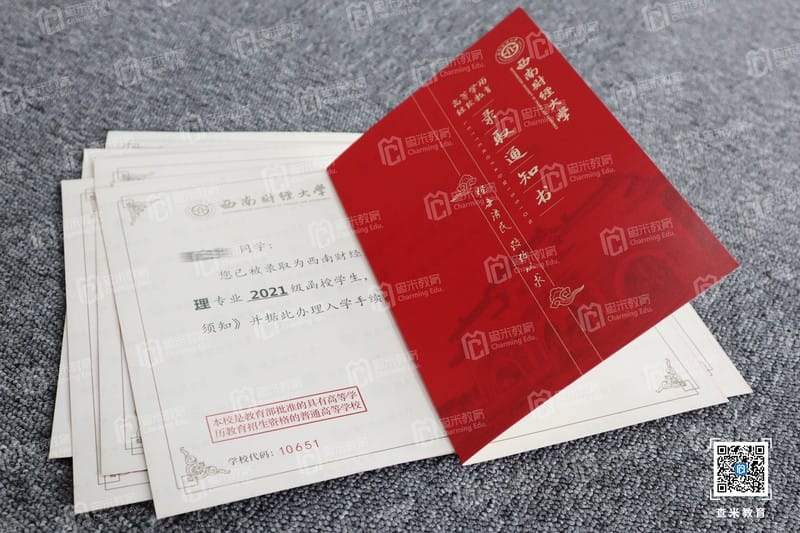 西南财经大学
高等学历
继续教育
录取通知书
经世济民 孜孜以求
西南财经大学
同学:
您已被录取为西南财经
理专业 2021级函授学生,
须知》并据此办理入学手续
本校是教育部批准的具有高等学
历教育招生资格的普通高等学校
学校代码: 10651
查米教育
Charming Edu.
查米教育